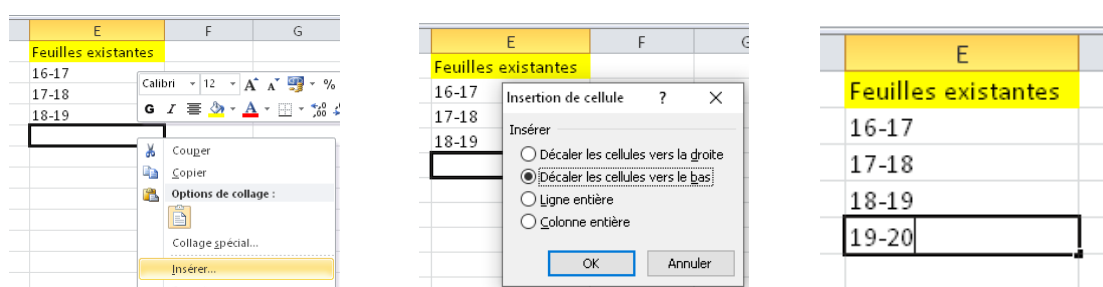 E F G
Feuilles existantes
16-17
17-18
18-19
Calibri 12 A A %
G I A ,00
Couper
Copier
Options de collage :
Collage spécial...
Insérer...
E F G
Feuilles existantes
16-17
17-18
18-19
Insertion de cellule ? X
Insérer
Décaler les cellules vers la droite
Décaler les cellules vers le bas
Ligne entière
Colonne entière
OK Annuler
E
Feuilles existantes
16-17
17-18
18-19
19-20